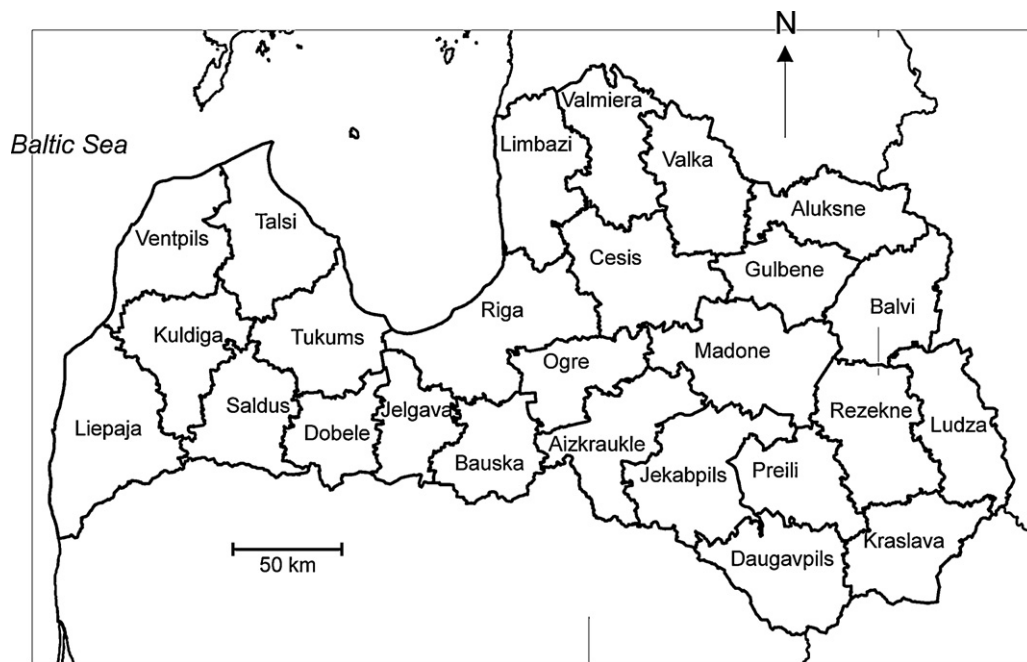 N
Valmiera
Limbazi
Baltic Sea
Valka
Aluksne
Talsi
Ventpils
Cesis
Gulbene
Riga
Balvi
Kuldiga
Tukums
Madone
Ogre
Saldus
Jelgava
Rezekne
Ludza
Liepaja
Dobele
Aizkraukle
Bauska
Jekabpils
Preili
Kraslava
Daugavpils
50 km